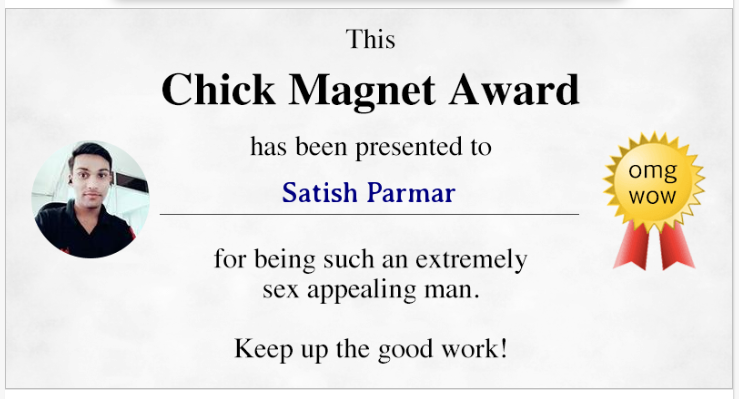 This
Chick Magnet Award
has been presented to
Satish Parmar
omg
wow
for being such an extremely
sex appealing man.
Keep up the good work!